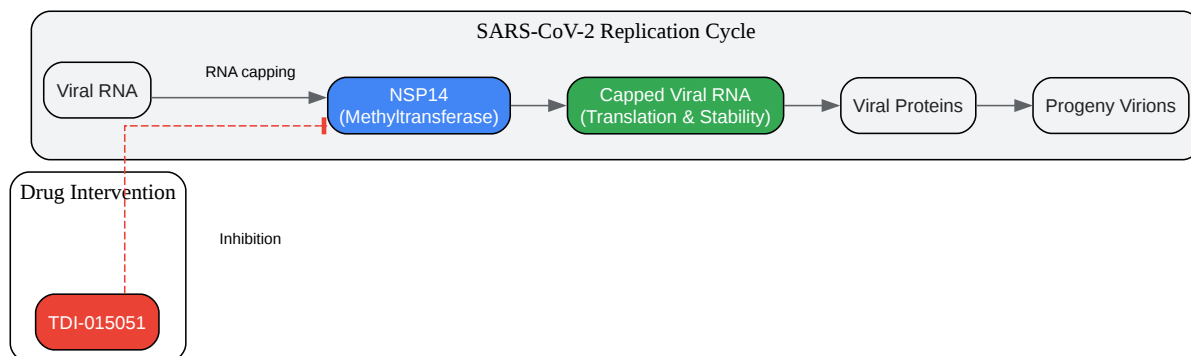 SARS-CoV-2 Replication Cycle
RNA capping
Viral RNA
NSP14
(Methyltransferase)
Capped Viral RNA
(Translation & Stability)
Viral Proteins
Progeny Virions
Drug Intervention
Inhibition
TDI-015051